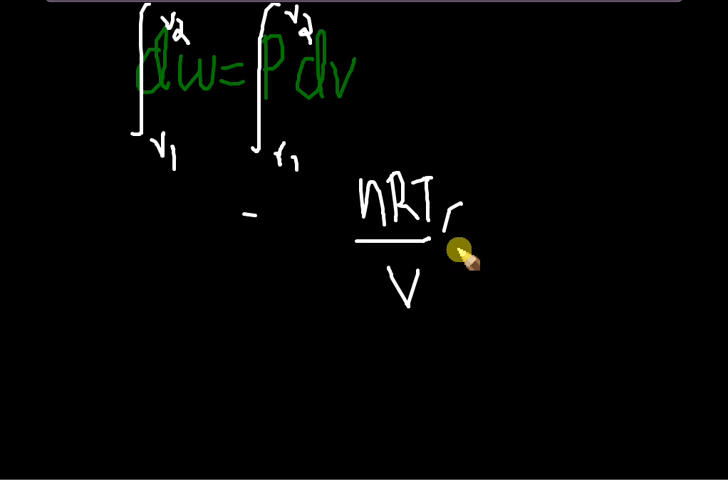 ∫_{V1}^{V2} dw = ∫_{V1}^{V2} P dv
- nRT
V